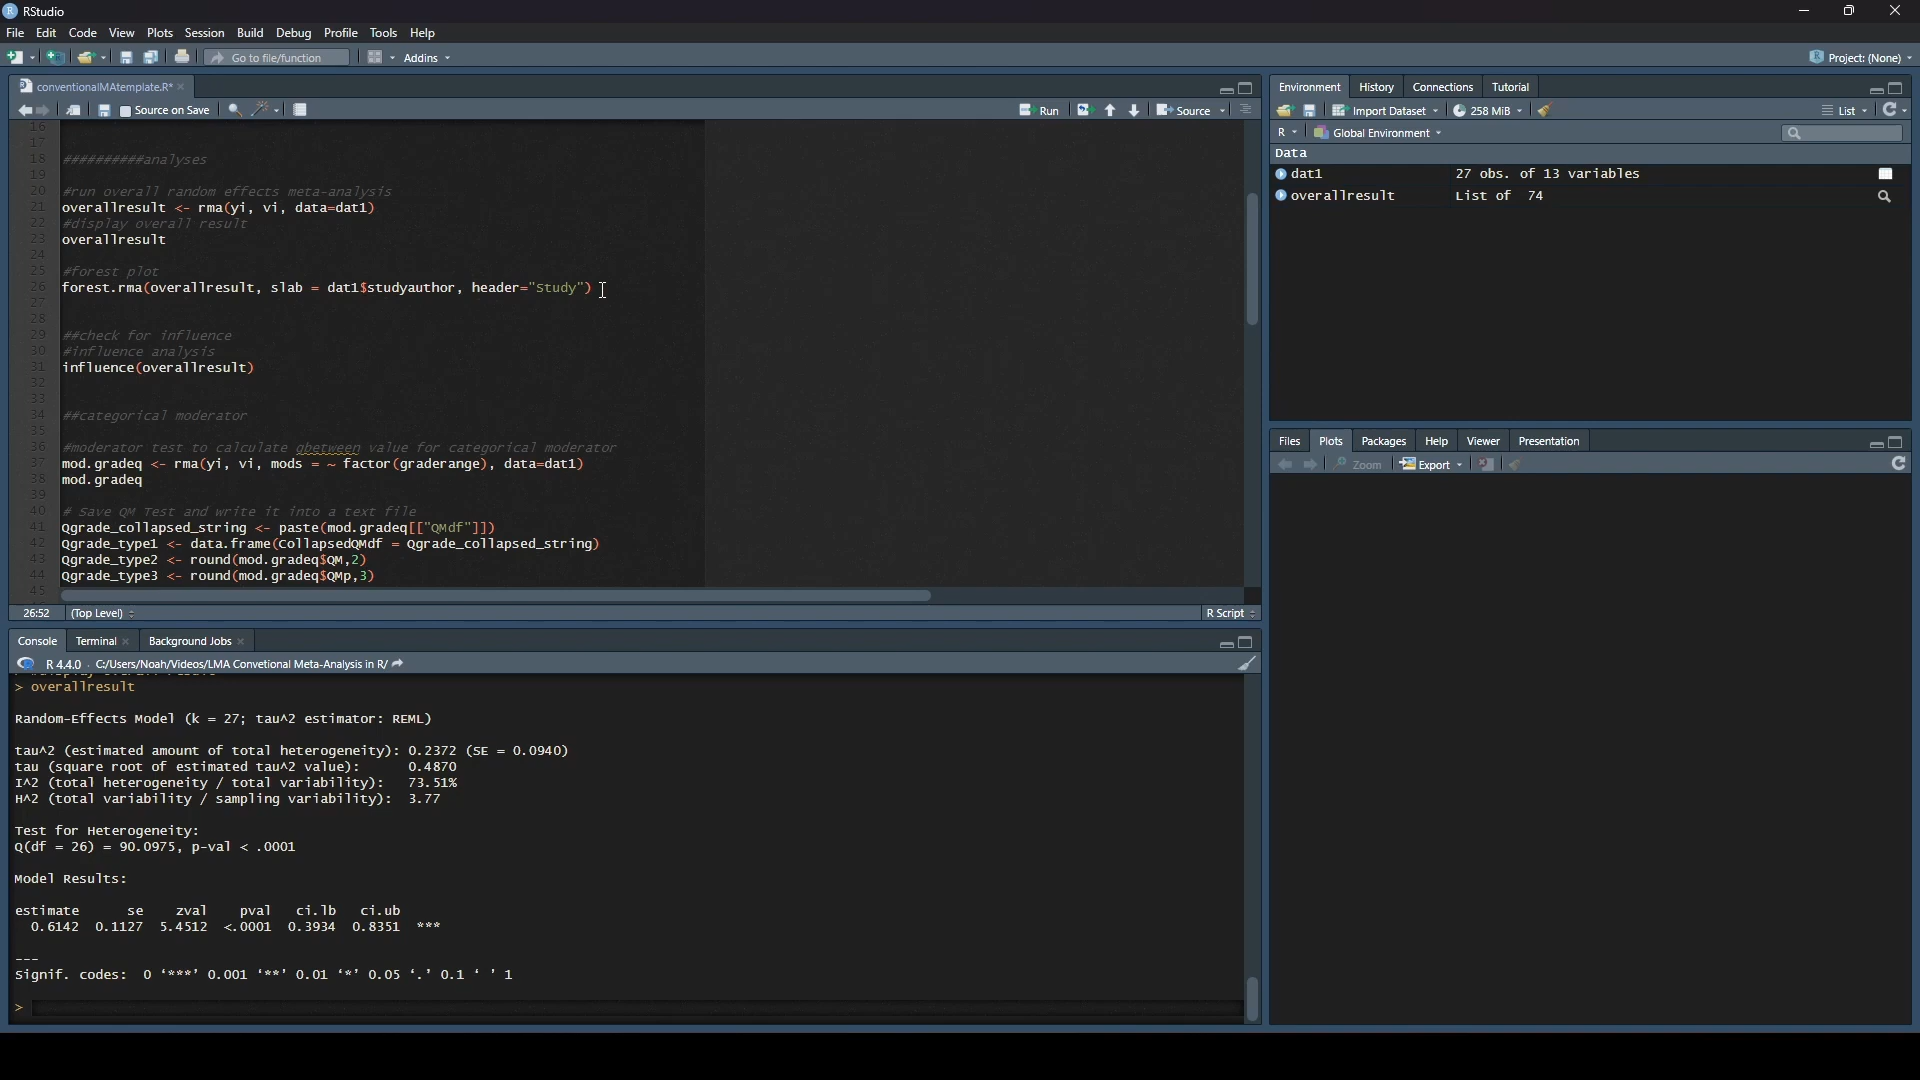 RStudio
File Edit Code View Plots Session Build Debug Profile Tools Help
Go to file/function Addins Project: (None)
conventionalMAtemplate.R*
Source on Save Run Source
16
17
18 ##########analyses
19
20 #run overall random effects meta-analysis
21 overallresult <- rma(yi, vi, data=dat1)
22 #display overall result
23 overallresult
24
25 #forest plot
26 forest.rma(overallresult, slab = dat1$studyauthor, header="Study")
27
28
29 ##check for influence
30 #influence analysis
31 influence(overallresult)
32
33
34 ##categorical moderator
35
36 #moderator test to calculate qbetween value for categorical moderator
37 mod.gradeq <- rma(yi, vi, mods = ~ factor(graderange), data=dat1)
38 mod.gradeq
39
40 # Save QM Test and write it into a text file
41 Qgrade_collapsed_string <- paste(mod.gradeq[["QMdf"]])
42 Qgrade_type1 <- data.frame(CollapsedQMdf = Qgrade_collapsed_string)
43 Qgrade_type2 <- round(mod.gradeq$QM,2)
44 Qgrade_type3 <- round(mod.gradeq$QMp,3)
45
26:52 (Top Level) R Script
Console Terminal Background Jobs
R 4.4.0 · C:/Users/Noah/Videos/LMA Convetional Meta-Analysis in R/
> overallresult
Random-Effects Model (k = 27; tau^2 estimator: REML)
tau^2 (estimated amount of total heterogeneity): 0.2372 (SE = 0.0940)
tau (square root of estimated tau^2 value): 0.4870
I^2 (total heterogeneity / total variability): 73.51%
H^2 (total variability / sampling variability): 3.77
Test for Heterogeneity:
Q(df = 26) = 90.0975, p-val < .0001
Model Results:
estimate se zval pval ci.lb ci.ub
0.6142 0.1127 5.4512 <.0001 0.3934 0.8351 ***
---
Signif. codes: 0 ‘***’ 0.001 ‘**’ 0.01 ‘*’ 0.05 ‘.’ 0.1 ‘ ’ 1
>
Environment History Connections Tutorial
Import Dataset 258 MiB List
R Global Environment
Data
dat1 27 obs. of 13 variables
overallresult List of 74
Files Plots Packages Help Viewer Presentation
Zoom Export